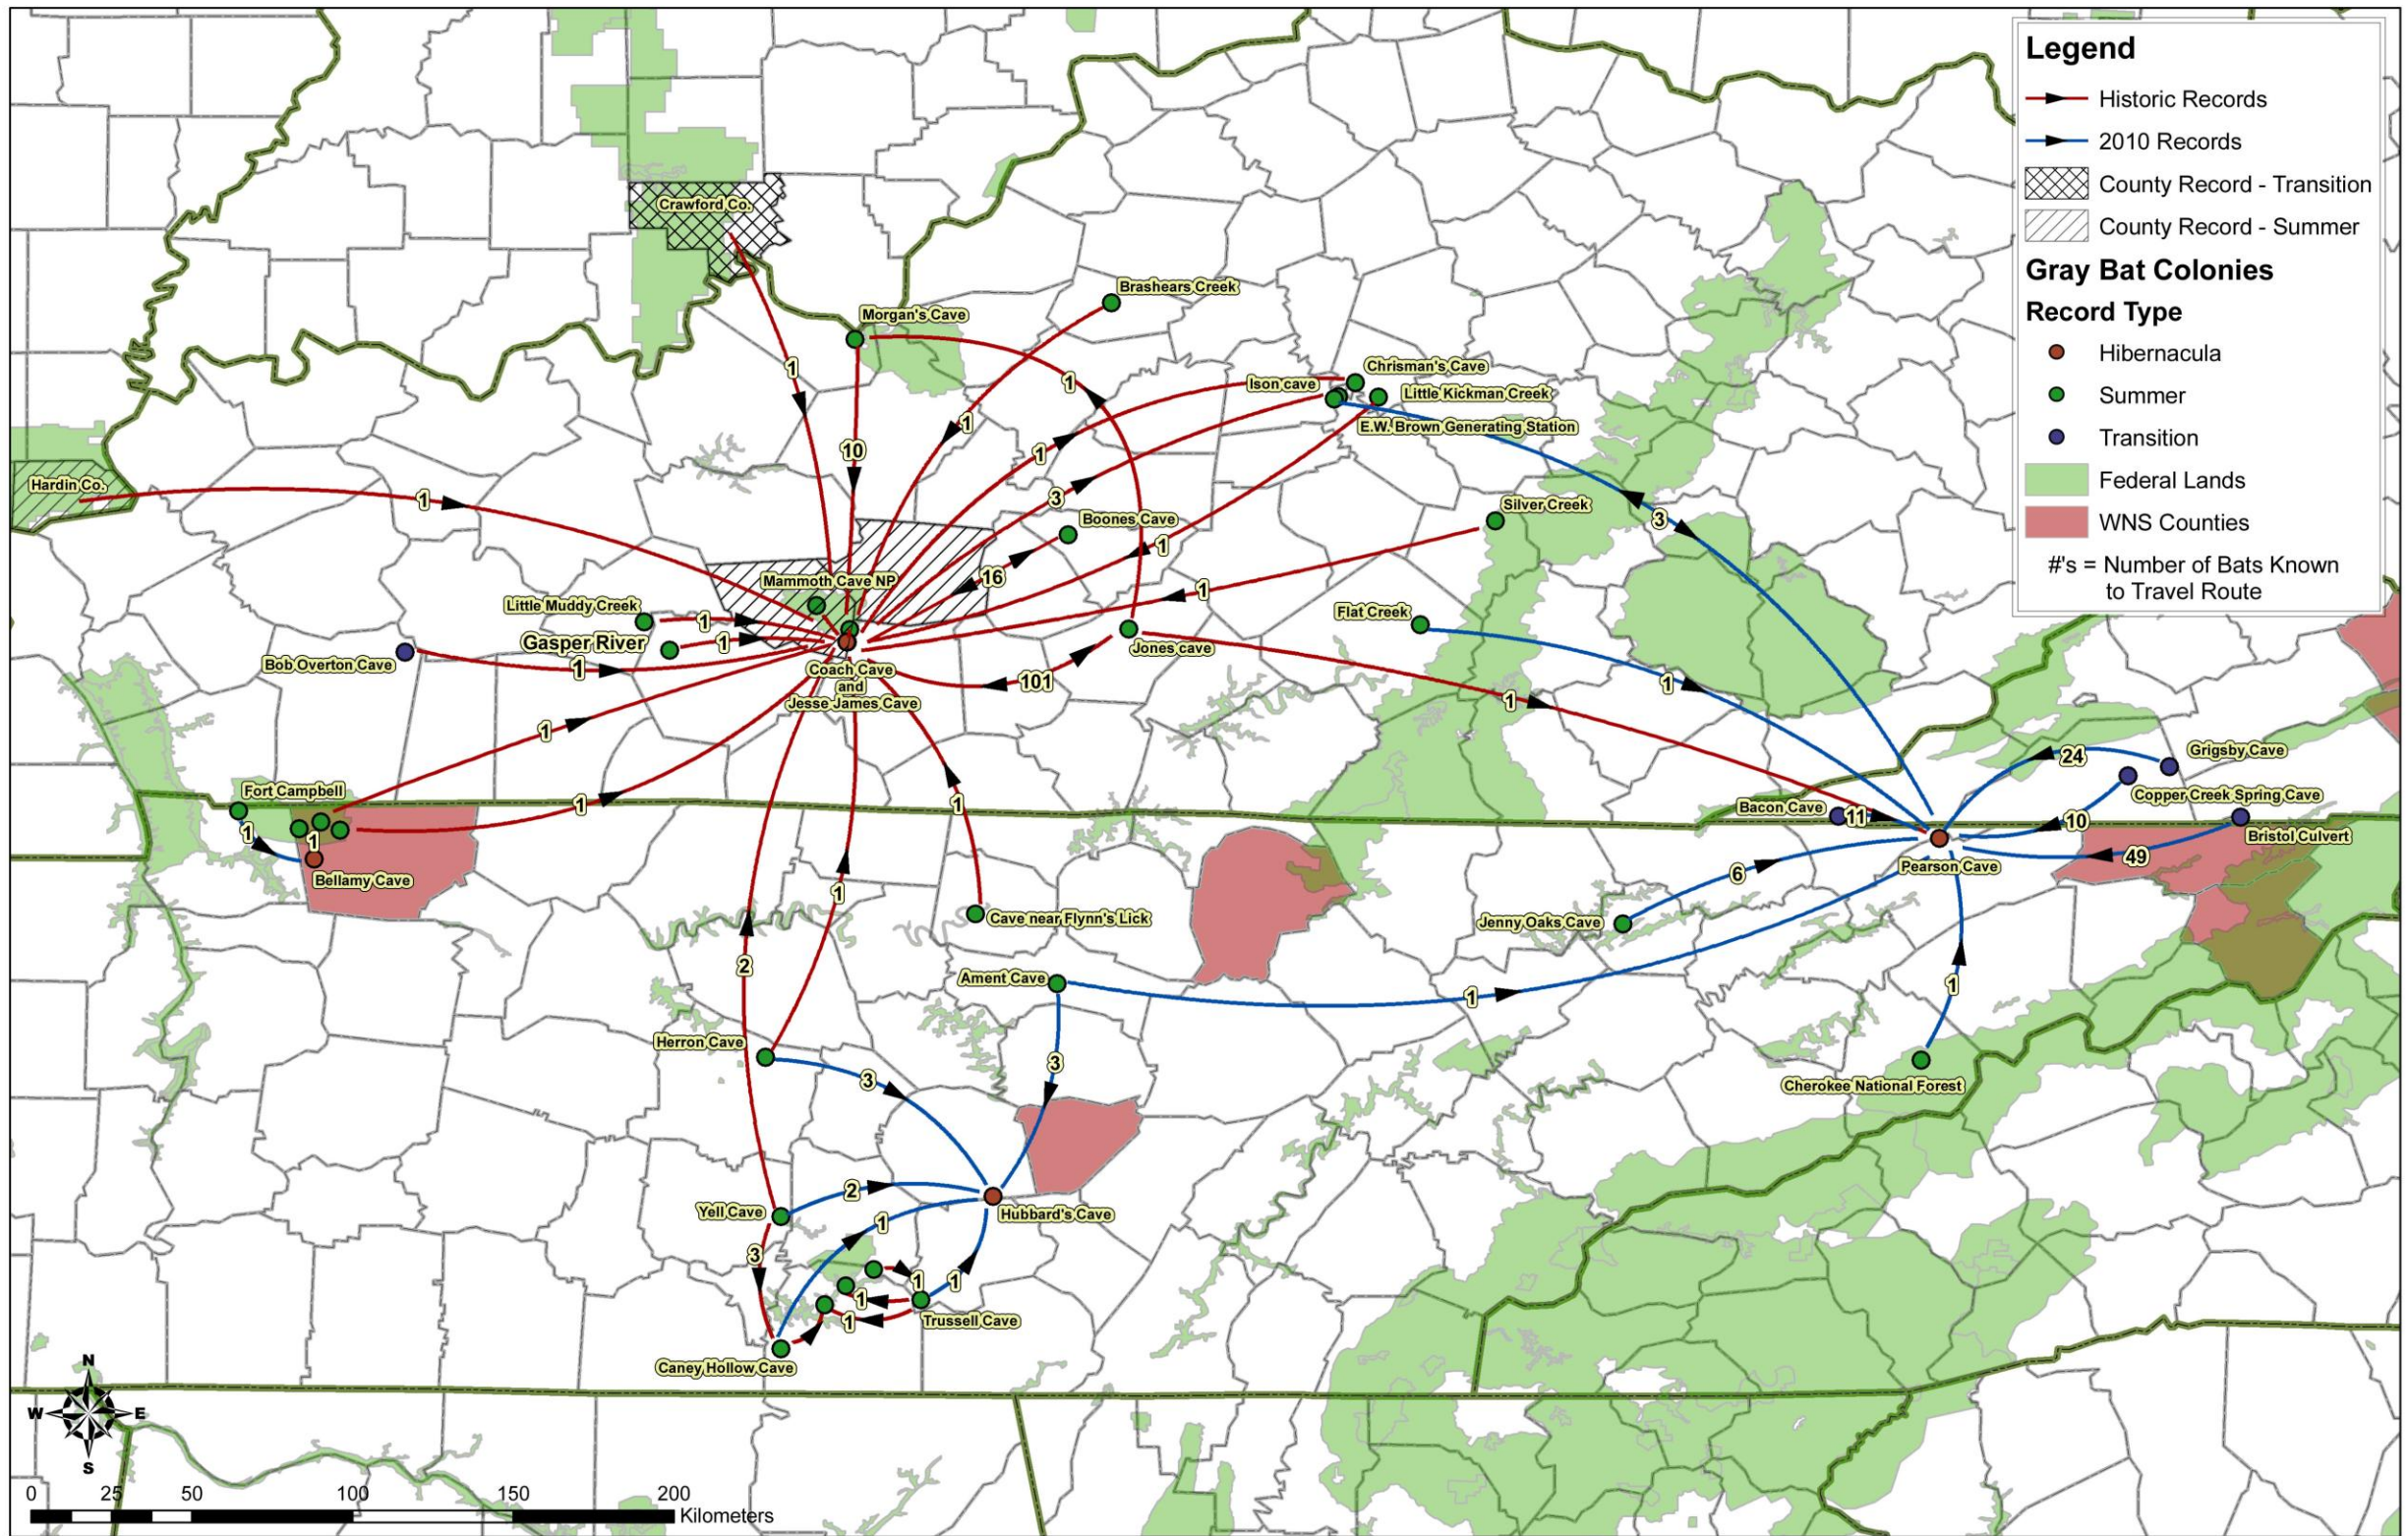 Legend
Historic Records
2010 Records
County Record - Transition
County Record - Summer
Gray Bat Colonies
Record Type
Hibernacula
Summer
Transition
Federal Lands
WNS Counties
#'s = Number of Bats Known
to Travel Route
Crawford Co.
Brashears Creek
Morgan's Cave
1
Chrisman's Cave
Ison cave
1
Little Kickman Creek
1
E.W. Brown Generating Station
10
1
Hardin Co.
1
3
Silver Creek
3
Boones Cave
1
16
Mammoth Cave NP
1
Little Muddy Creek
1
Flat Creek
Gasper River
1
Jones cave
Bob Overton Cave
1
Coach Cave
and
Jesse James Cave
101
1
1
1
Grigsby Cave
24
Fort Campbell
Copper Creek Spring Cave
1
1
Bacon Cave
11
10
1
1
Bristol Culvert
49
Bellamy Cave
Pearson Cave
6
1
Cave near Flynn's Lick
Jenny Oaks Cave
2
Ament Cave
1
1
Herron Cave
3
3
Cherokee National Forest
2
Yell Cave
Hubbard's Cave
1
3
1
1
1
1
Trussell Cave
Caney Hollow Cave
N
W
E
S
0
25
50
100
150
200
Kilometers